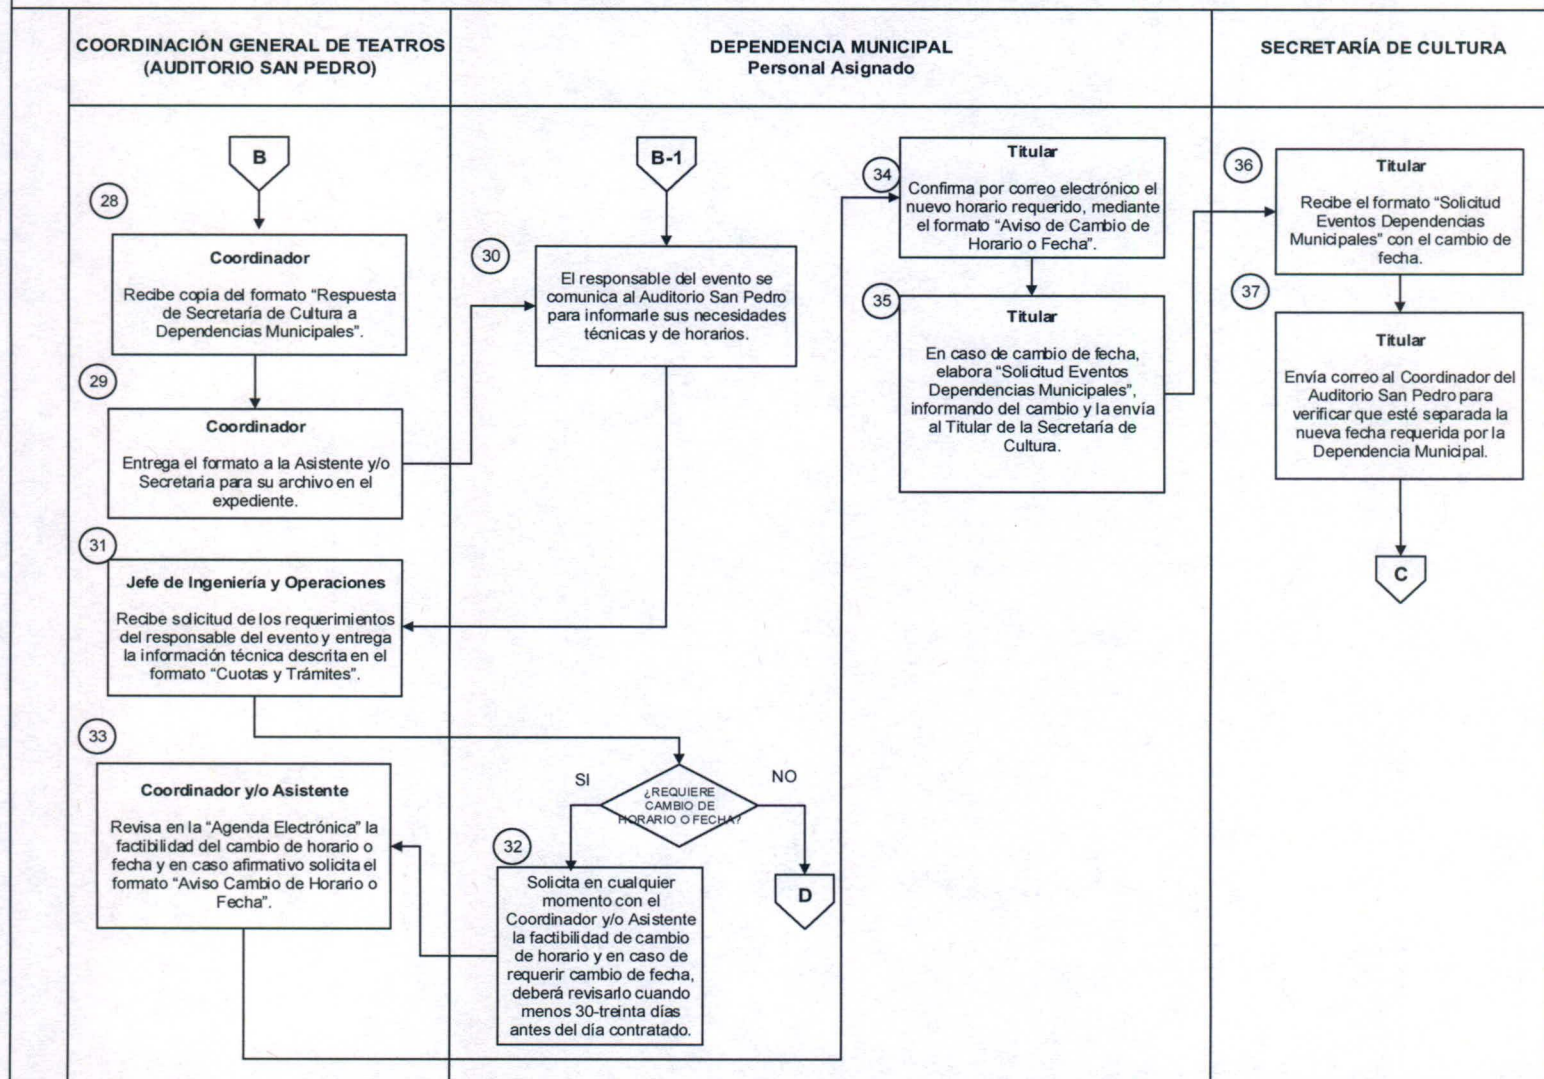 COORDINACIÓN GENERAL DE TEATROS
(AUDITORIO SAN PEDRO)
DEPENDENCIA MUNICIPAL
Personal Asignado
SECRETARÍA DE CULTURA
B
28
Coordinador
Recibe copia del formato “Respuesta
de Secretaría de Cultura a
Dependencias Municipales”.
29
Coordinador
Entrega el formato a la Asistente y/o
Secretaria para su archivo en el
expediente.
B-1
30
El responsable del evento se
comunica al Auditorio San Pedro
para informarle sus necesidades
técnicas y de horarios.
31
Jefe de Ingeniería y Operaciones
Recibe solicitud de los requerimientos
del responsable del evento y entrega
la información técnica descrita en el
formato “Cuotas y Trámites”.
¿REQUIERE
CAMBIO DE
HORARIO O FECHA?
SI
NO
D
32
Solicita en cualquier
momento con el
Coordinador y/o Asistente
la factibilidad de cambio
de horario y en caso de
requerir cambio de fecha,
deberá revisarlo cuando
menos 30-treinta días
antes del día contratado.
33
Coordinador y/o Asistente
Revisa en la “Agenda Electrónica” la
factibilidad del cambio de horario o
fecha y en caso afirmativo solicita el
formato “Aviso Cambio de Horario o
Fecha”.
34
Titular
Confirma por correo electrónico el
nuevo horario requerido, mediante
el formato “Aviso de Cambio de
Horario o Fecha”.
35
Titular
En caso de cambio de fecha,
elabora “Solicitud Eventos
Dependencias Municipales”,
informando del cambio y la envía
al Titular de la Secretaría de
Cultura.
36
Titular
Recibe el formato “Solicitud
Eventos Dependencias
Municipales” con el cambio de
fecha.
37
Titular
Envía correo al Coordinador del
Auditorio San Pedro para
verificar que esté separada la
nueva fecha requerida por la
Dependencia Municipal.
C